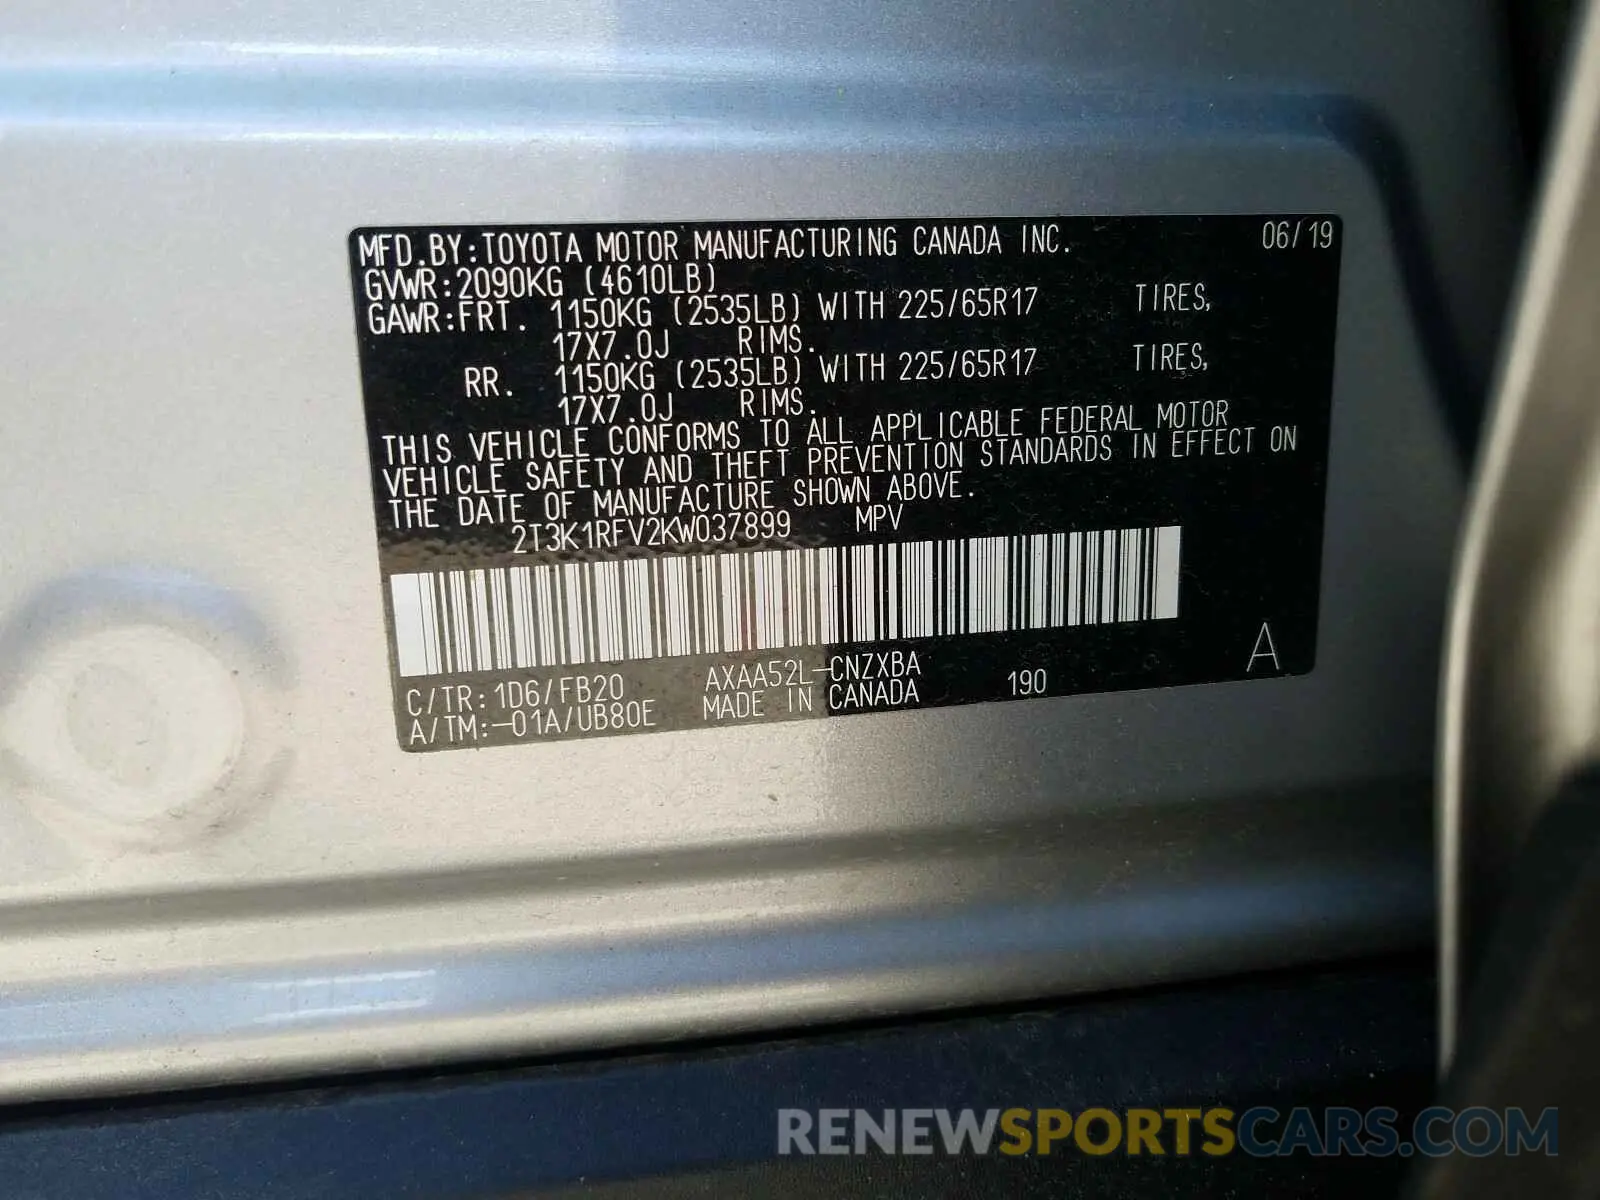 MFD.BY:TOYOTA MOTOR MANUFACTURING CANADA INC. 06/19
GVWR:2090KG (4610LB)
GAWR:FRT. 1150KG (2535LB) WITH 225/65R17 TIRES,
17X7.0J RIMS.
RR. 1150KG (2535LB) WITH 225/65R17 TIRES,
17X7.0J RIMS.
THIS VEHICLE CONFORMS TO ALL APPLICABLE FEDERAL MOTOR
VEHICLE SAFETY AND THEFT PREVENTION STANDARDS IN EFFECT ON
THE DATE OF MANUFACTURE SHOWN ABOVE.
2T3K1RFV2KW037899 MPV
C/TR:1D6/FB20 AXAA52L-CNZXBA 190 A
A/TM:-01A/UB80E MADE IN CANADA
RENEWSPORTSCARS.COM